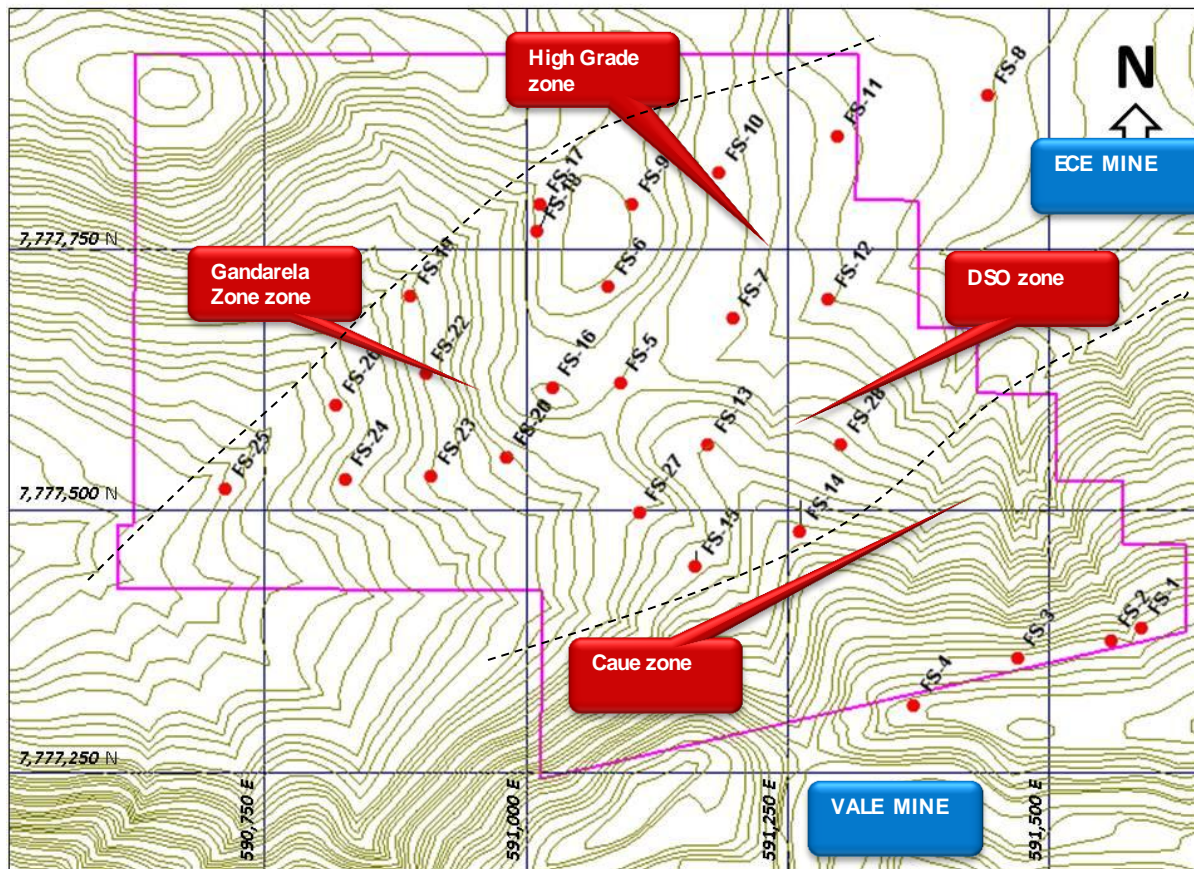 High Grade
zone
N
FS-8
FS-11
FS-10
ECE MINE
FS-17
FS-9
FS-18
7,777,750 N
Gandarela
Zone zone
FS-19
FS-6
FS-12
DSO zone
FS-7
FS-22
FS-26
FS-16
FS-5
FS-28
FS-13
FS-25
FS-24
FS-23
FS-20
FS-27
7,777,500 N
FS-14
FS-15
Caue zone
FS-1
FS-2
FS-3
FS-4
7,777,250 N
590,750 E
591,000 E
591,250 E
591,500 E
VALE MINE